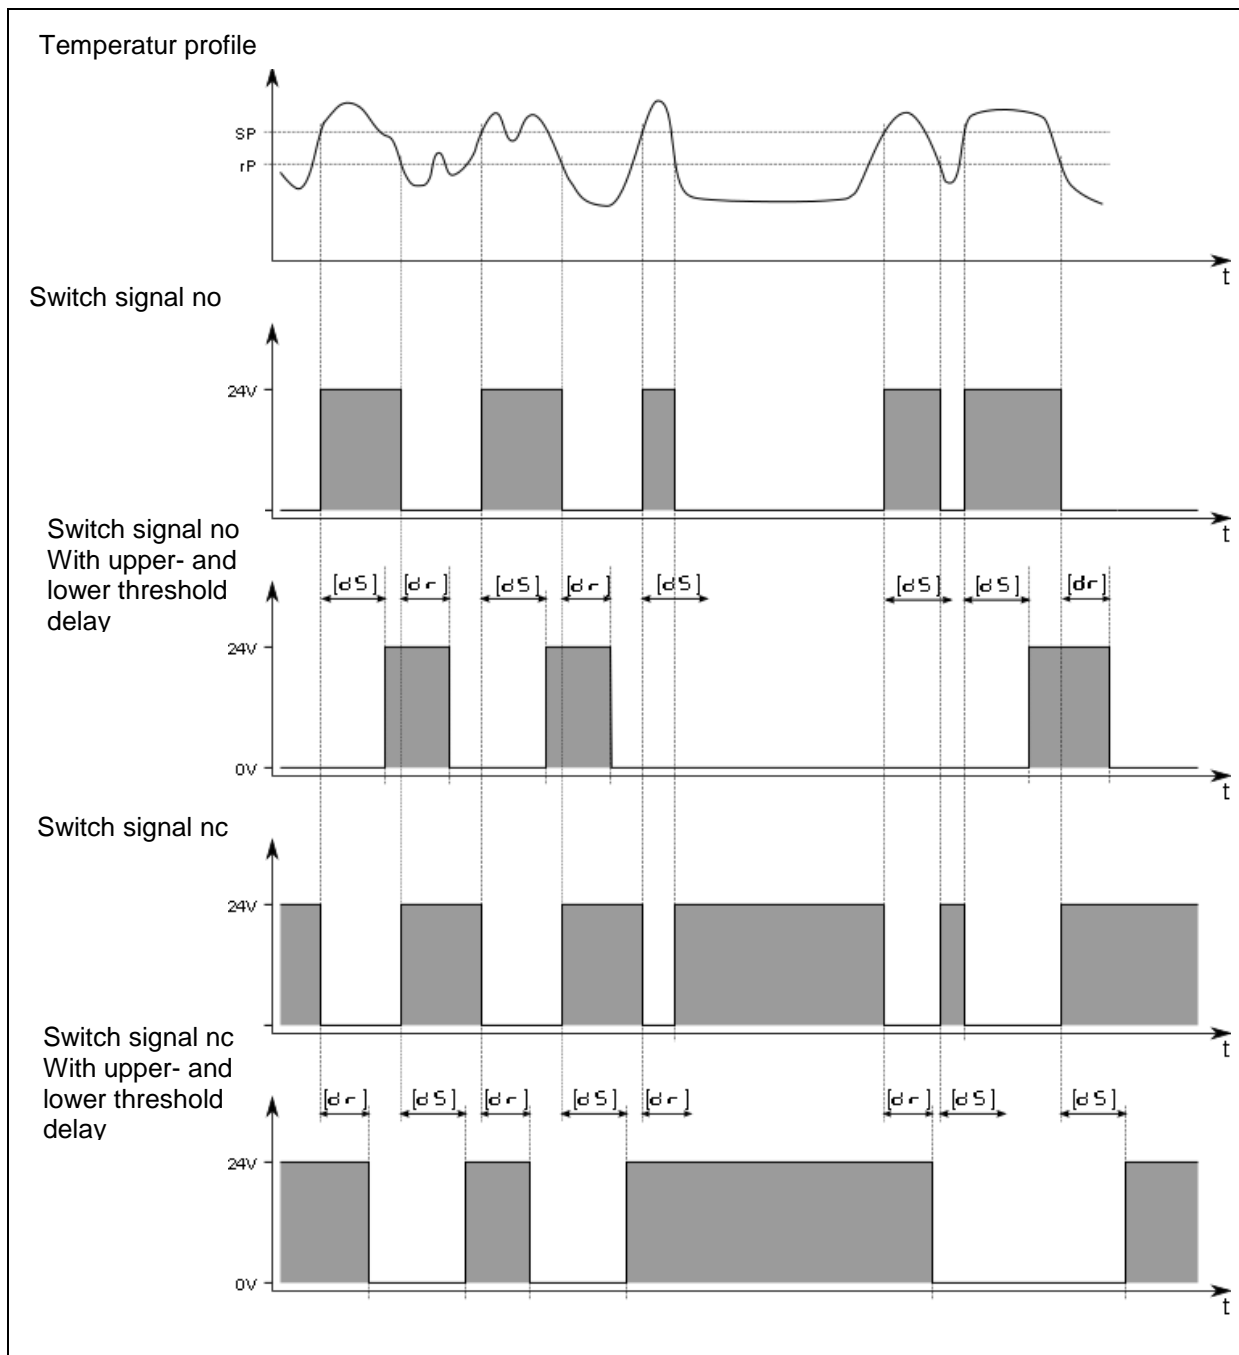 Temperatur profile
SP
rP
t
Switch signal no
24V
t
Switch signal no
With upper- and
lower threshold
delay
[dS] [dr] [dS] [dr] [dS] [dS] [dS] [dr]
24V
0V
t
Switch signal nc
24V
t
Switch signal nc
With upper- and
lower threshold
delay
[dr] [dS] [dr] [dS] [dr] [dr] [dS] [dS]
24V
0V
t